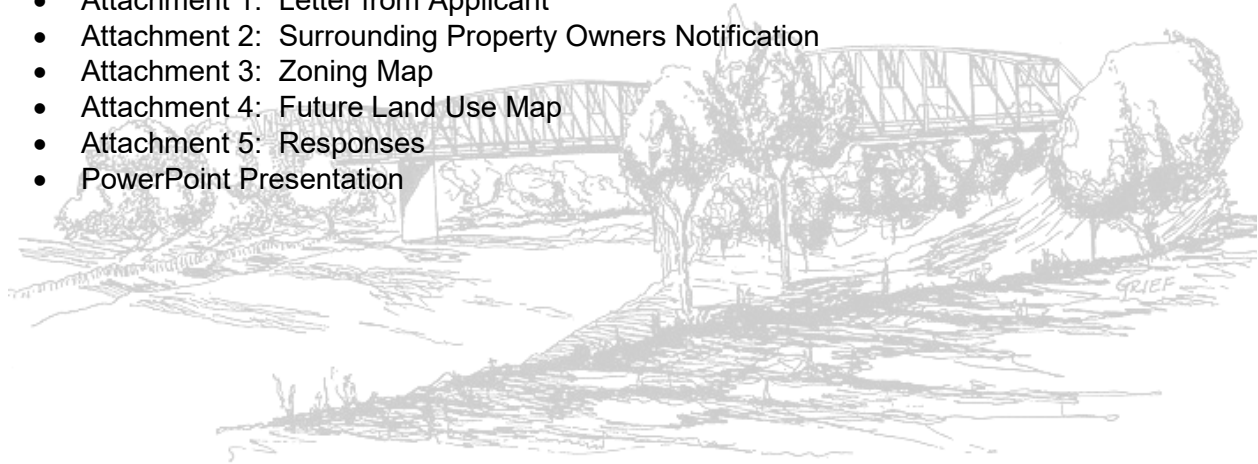 • Attachment 1:  Letter from Applicant
• Attachment 2:  Surrounding Property Owners Notification
• Attachment 3:  Zoning Map
• Attachment 4:  Future Land Use Map
• Attachment 5:  Responses
• PowerPoint Presentation
GRIEF